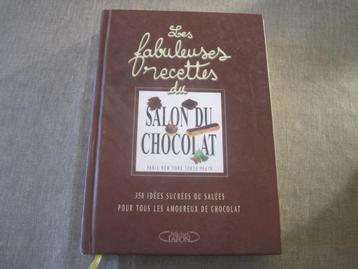 Les
fabuleuses
recettes
du
SALON DU
CHOCOLAT
PARIS NEW YORK TOKYO PEKIN
350 IDÉES SUCRÉES OU SALÉES
POUR TOUS LES AMOUREUX DE CHOCOLAT
Michel
LAFON